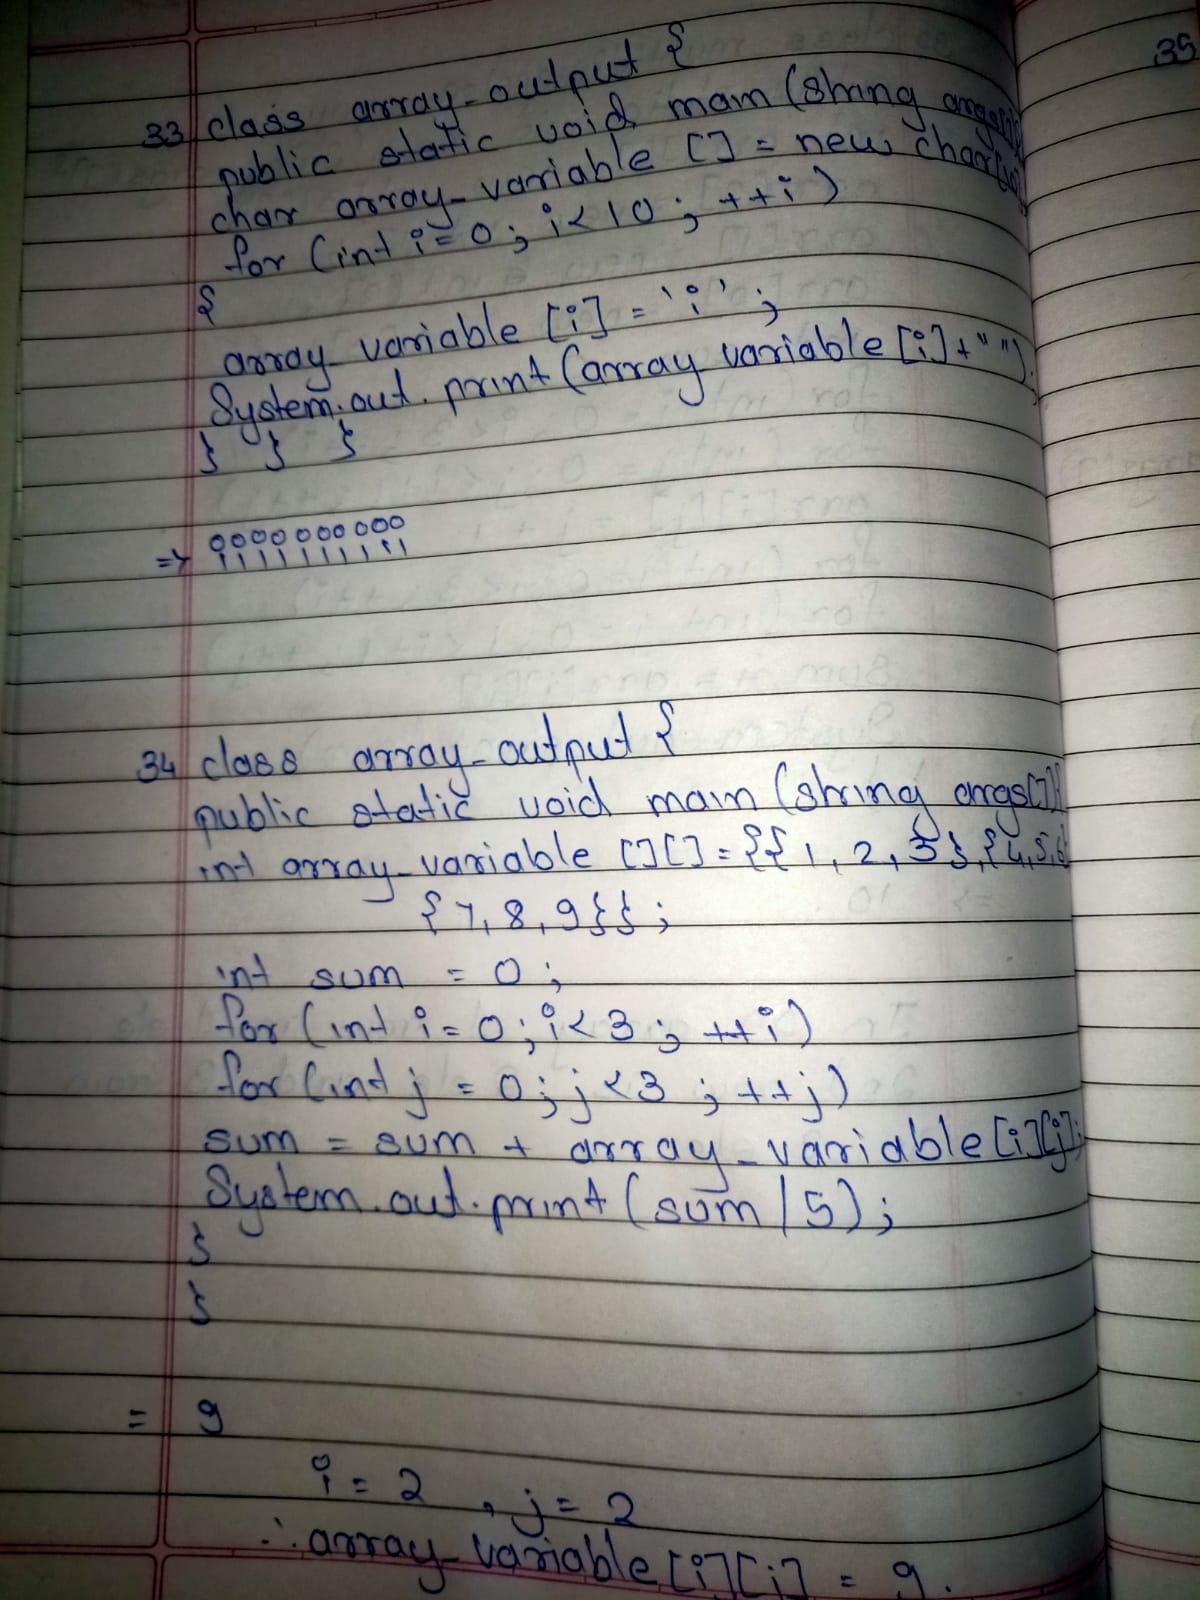 35
33 class array-output {
public static void main (string args[]){
char array-variable [] = new char[10]
for (int i = 0 ; i < 10 ; ++i)
{
array variable [i] = 'i' ;
System.out.print (array variable [i] + " ");
} } }
=> i i i i i i i i i i
34 class array-output {
public static void main (string args[]){
int array-variable [][] = {{1, 2, 3}, {4, 5, 6}
{7, 8, 9}} ;
int sum = 0 ;
for (int i = 0 ; i < 3 ; ++i)
for (int j = 0 ; j < 3 ; ++j)
sum = sum + array-variable [i][j] ;
System.out.print (sum / 5) ;
}
}
= 9
i = 2 , j = 2
∴ array-variable [i][j] = 9.